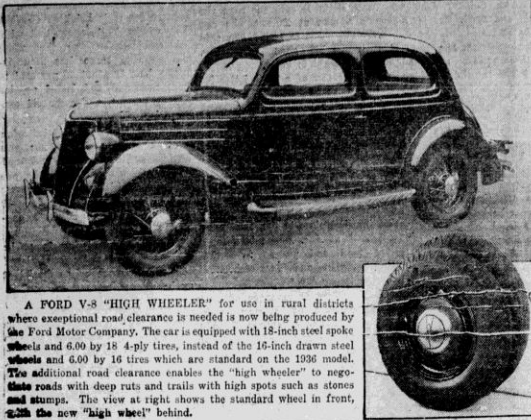 A FORD V-8 "HIGH WHEELER" for use in rural districts
where exceptional road clearance is needed is now being produced by
the Ford Motor Company. The car is equipped with 18-inch steel spoke
wheels and 6.00 by 18 4-ply tires, instead of the 16-inch drawn steel
wheels and 6.00 by 16 tires which are standard on the 1936 model.
The additional road clearance enables the "high wheeler" to nego-
tiate roads with deep ruts and trails with high spots such as stones
and stumps. The view at right shows the standard wheel in front,
with the new "high wheel" behind.